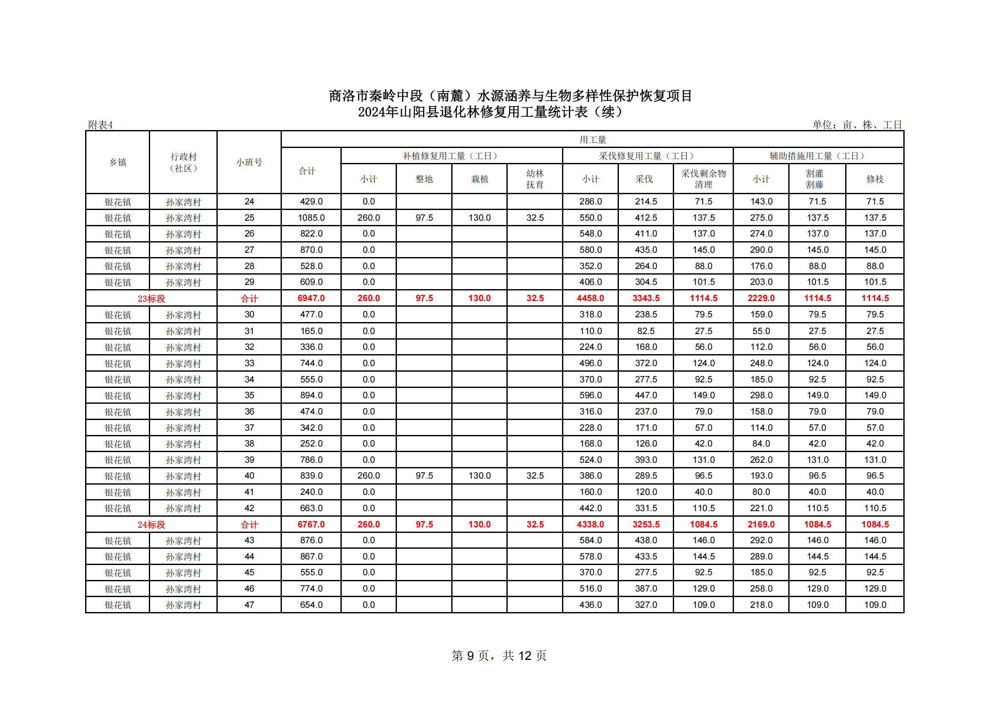 商洛市秦岭中段（南麓）水源涵养与生物多样性保护恢复项目
2024年山阳县退化林修复用工量统计表（续）
附表4 单位：亩、株、工日
乡镇 行政村（社区） 小班号 用工量
合计 补植修复用工量（工日） 采伐修复用工量（工日） 辅助措施用工量（工日）
小计 整地 栽植 幼林抚育 小计 采伐 采伐剩余物清理 小计 割灌割藤 修枝
银花镇 孙家湾村 24 429.0 0.0 286.0 214.5 71.5 143.0 71.5 71.5
银花镇 孙家湾村 25 1085.0 260.0 97.5 130.0 32.5 550.0 412.5 137.5 275.0 137.5 137.5
银花镇 孙家湾村 26 822.0 0.0 548.0 411.0 137.0 274.0 137.0 137.0
银花镇 孙家湾村 27 870.0 0.0 580.0 435.0 145.0 290.0 145.0 145.0
银花镇 孙家湾村 28 528.0 0.0 352.0 264.0 88.0 176.0 88.0 88.0
银花镇 孙家湾村 29 609.0 0.0 406.0 304.5 101.5 203.0 101.5 101.5
23标段 合计 6947.0 260.0 97.5 130.0 32.5 4458.0 3343.5 1114.5 2229.0 1114.5 1114.5
银花镇 孙家湾村 30 477.0 0.0 318.0 238.5 79.5 159.0 79.5 79.5
银花镇 孙家湾村 31 165.0 0.0 110.0 82.5 27.5 55.0 27.5 27.5
银花镇 孙家湾村 32 336.0 0.0 224.0 168.0 56.0 112.0 56.0 56.0
银花镇 孙家湾村 33 744.0 0.0 496.0 372.0 124.0 248.0 124.0 124.0
银花镇 孙家湾村 34 555.0 0.0 370.0 277.5 92.5 185.0 92.5 92.5
银花镇 孙家湾村 35 894.0 0.0 596.0 447.0 149.0 298.0 149.0 149.0
银花镇 孙家湾村 36 474.0 0.0 316.0 237.0 79.0 158.0 79.0 79.0
银花镇 孙家湾村 37 342.0 0.0 228.0 171.0 57.0 114.0 57.0 57.0
银花镇 孙家湾村 38 252.0 0.0 168.0 126.0 42.0 84.0 42.0 42.0
银花镇 孙家湾村 39 786.0 0.0 524.0 393.0 131.0 262.0 131.0 131.0
银花镇 孙家湾村 40 839.0 260.0 97.5 130.0 32.5 386.0 289.5 96.5 193.0 96.5 96.5
银花镇 孙家湾村 41 240.0 0.0 160.0 120.0 40.0 80.0 40.0 40.0
银花镇 孙家湾村 42 663.0 0.0 442.0 331.5 110.5 221.0 110.5 110.5
24标段 合计 6767.0 260.0 97.5 130.0 32.5 4338.0 3253.5 1084.5 2169.0 1084.5 1084.5
银花镇 孙家湾村 43 876.0 0.0 584.0 438.0 146.0 292.0 146.0 146.0
银花镇 孙家湾村 44 867.0 0.0 578.0 433.5 144.5 289.0 144.5 144.5
银花镇 孙家湾村 45 555.0 0.0 370.0 277.5 92.5 185.0 92.5 92.5
银花镇 孙家湾村 46 774.0 0.0 516.0 387.0 129.0 258.0 129.0 129.0
银花镇 孙家湾村 47 654.0 0.0 436.0 327.0 109.0 218.0 109.0 109.0
第 9 页，共 12 页